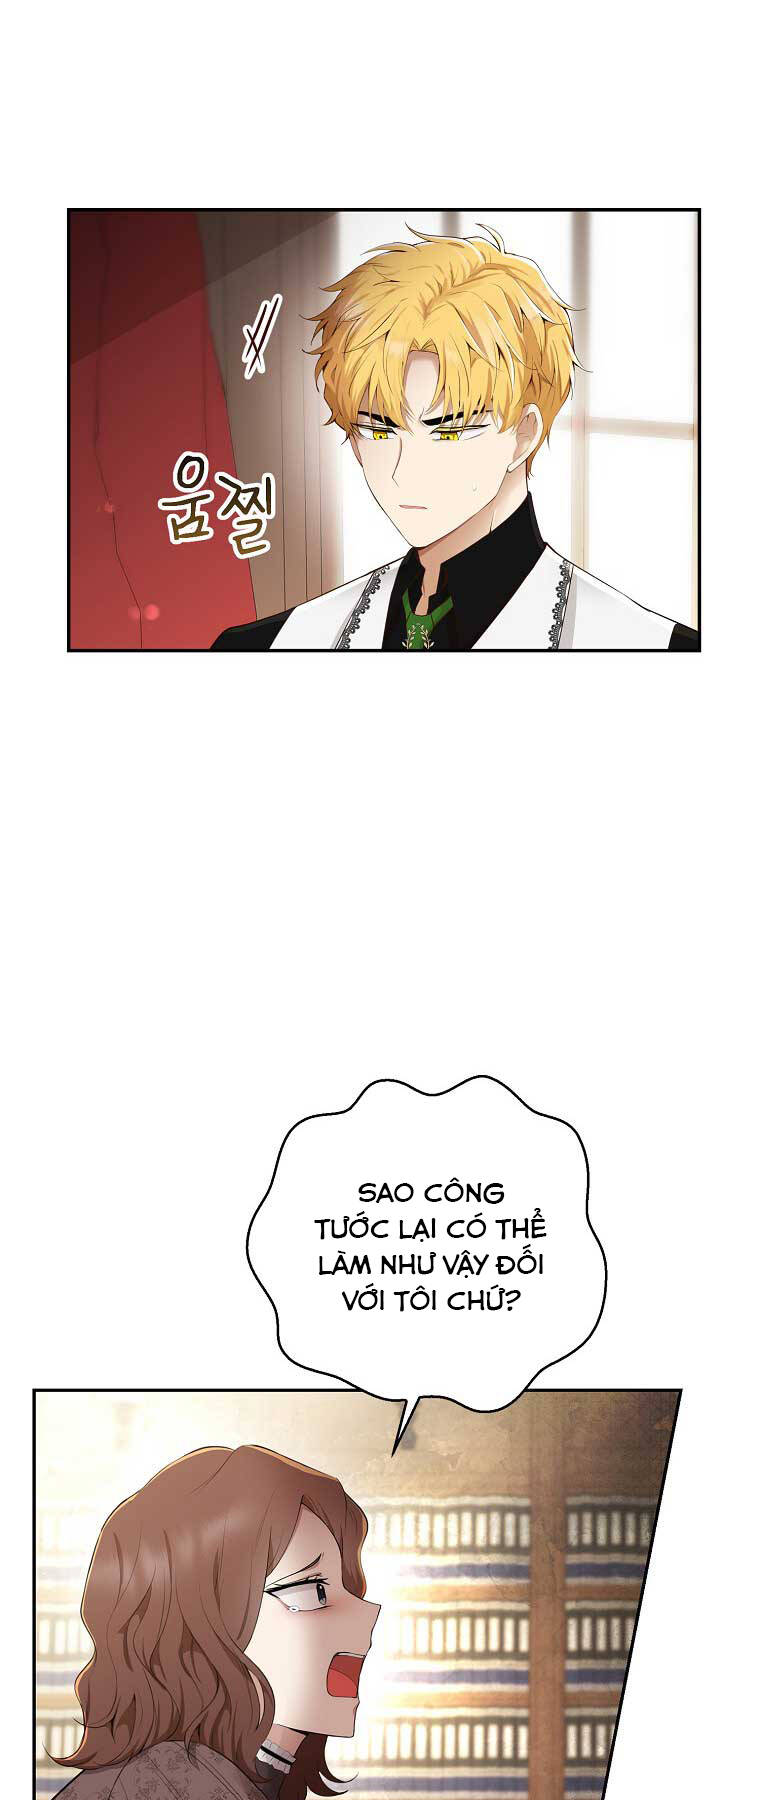 움찔
SAO CÔNG
TƯỚC LẠI CÓ THỂ
LÀM NHƯ VẬY ĐỐI
VỚI TÔI CHỨ?